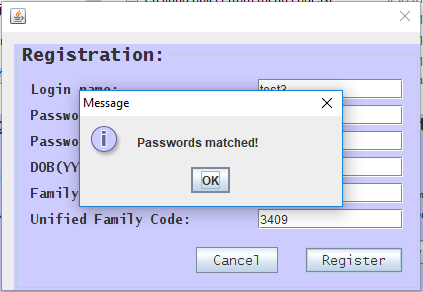 Registration:
Login name:
test3
Message
Passwo
Passwords matched!
Passwo
OK
DOB(YY
Family
Unified Family Code:
3409
Cancel
Register